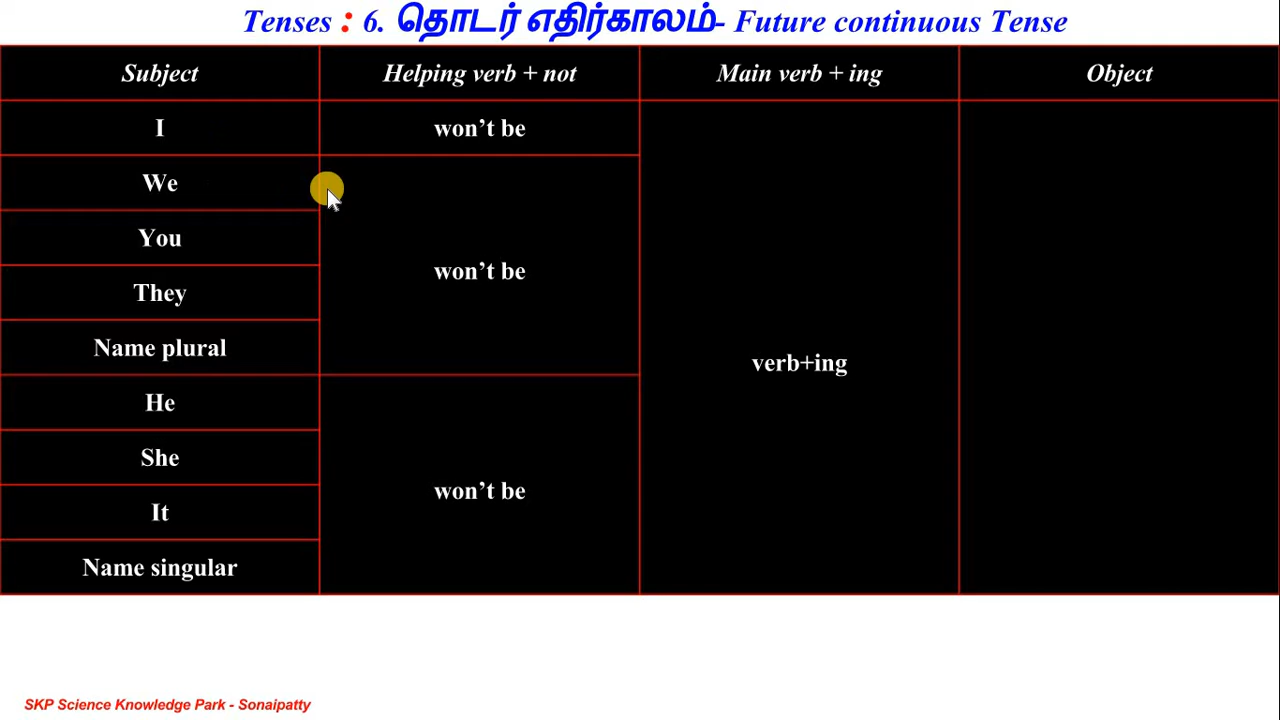 Tenses : 6. தொடர் எதிர்காலம்- Future continuous Tense
Subject Helping verb + not Main verb + ing Object
I won’t be
We
You
won’t be
They
Name plural
verb+ing
He
She
won’t be
It
Name singular
SKP Science Knowledge Park - Sonaipatty